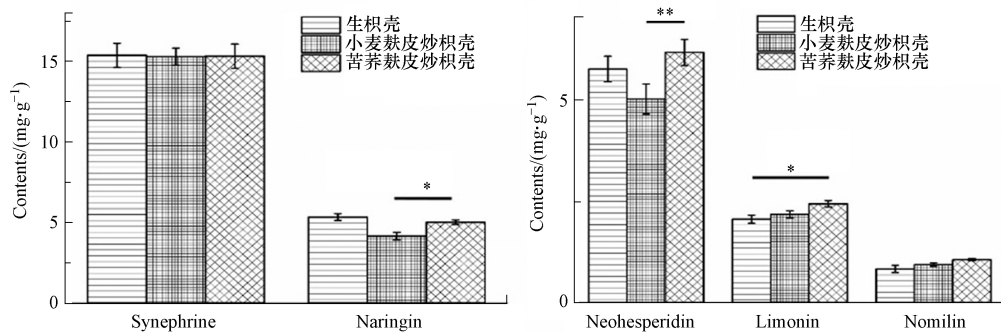 生枳壳
小麦麸皮炒枳壳
苦荞麸皮炒枳壳
Contents/(mg·g⁻¹)
15
10
5
0
*
Synephrine
Naringin
生枳壳
小麦麸皮炒枳壳
苦荞麸皮炒枳壳
Contents/(mg·g⁻¹)
5
0
**
*
Neohesperidin
Limonin
Nomilin